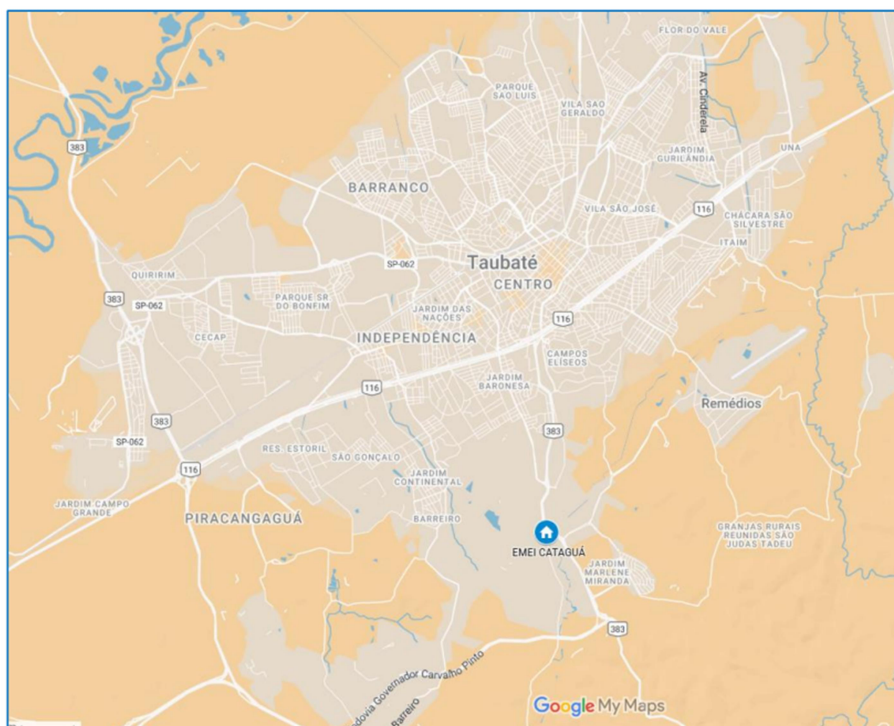 FLOR DO VALE
Av. Cinderela
PARQUE
SAO LUIS
VILA SAO
GERALDO
383
JARDIM
GURILÂNDIA
UNA
BARRANCO
VILA SÃO JOSÉ
116
CHÁCARA SÃO
SILVESTRE
ITAIM
SP-062
Taubaté
CENTRO
QUIRIRIM
383
SP-062
PARQUE SR
DO BONFIM
JARDIM DAS
NAÇÕES
116
CECAP
INDEPENDÊNCIA
CAMPOS
ELÍSEOS
116
JARDIM
BARONESA
Remédios
383
383
SP-062
RES. ESTORIL
SÃO GONÇALO
116
JARDIM
CONTINENTAL
JARDIM CAMPO
GRANDE
PIRACANGAGUÁ
BARREIRO
GRANJAS RURAIS
REUNIDAS SÃO
JUDAS TADEU
EMEI CATAGUÁ
JARDIM
MARLENE
MIRANDA
383
odovia Governador Carvalho Pinto
Barreiro
Google My Maps